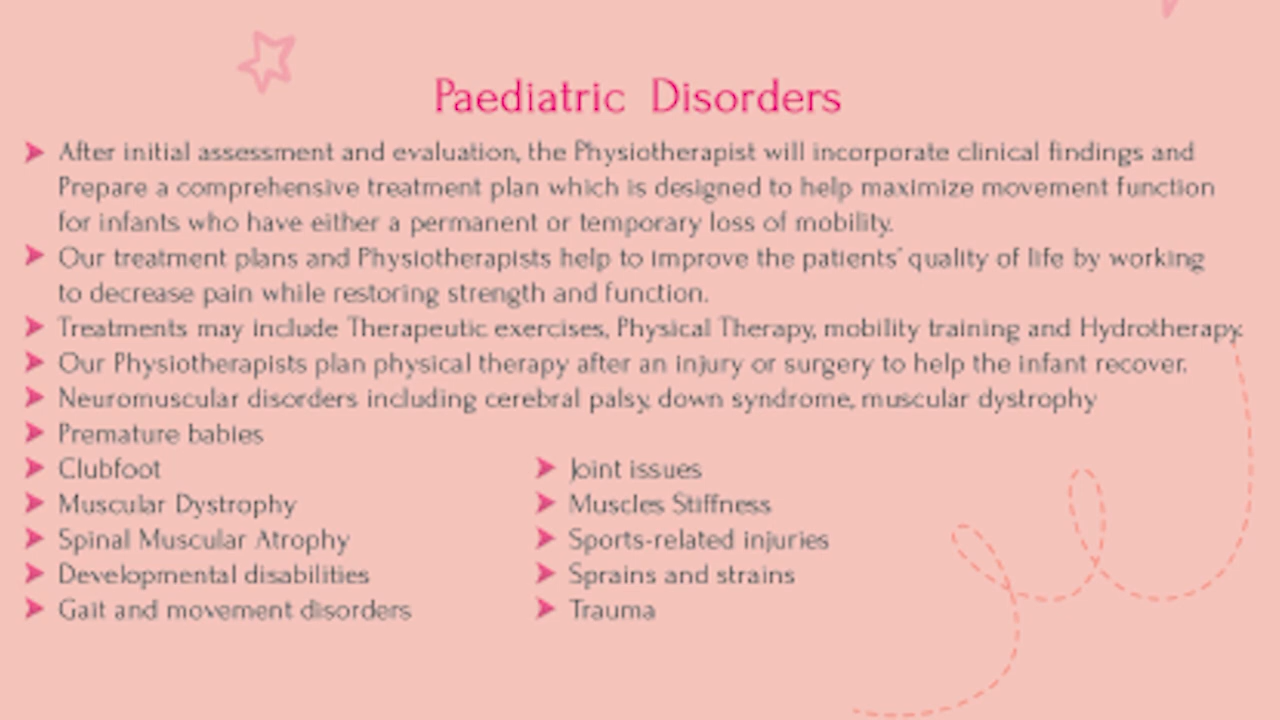 Paediatric Disorders
After initial assessment and evaluation, the Physiotherapist will incorporate clinical findings and
Prepare a comprehensive treatment plan which is designed to help maximize movement function
for infants who have either a permanent or temporary loss of mobility.
Our treatment plans and Physiotherapists help to improve the patients' quality of life by working
to decrease pain while restoring strength and function.
Treatments may include Therapeutic exercises, Physical Therapy, mobility training and Hydrotherapy.
Our Physiotherapists plan physical therapy after an injury or surgery to help the infant recover.
Neuromuscular disorders including cerebral palsy, down syndrome, muscular dystrophy
Premature babies
Clubfoot
Muscular Dystrophy
Spinal Muscular Atrophy
Developmental disabilities
Gait and movement disorders
Joint issues
Muscles Stiffness
Sports-related injuries
Sprains and strains
Trauma